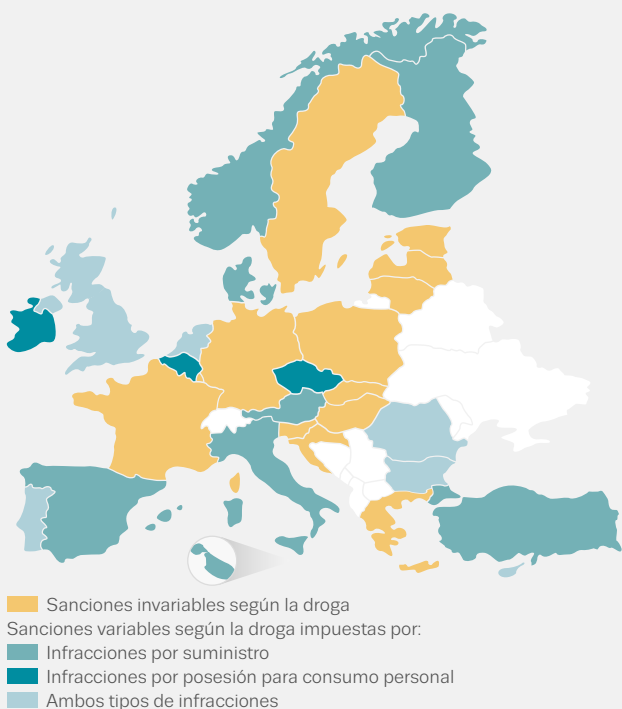 Sanciones invariables según la droga
Sanciones variables según la droga impuestas por:
Infracciones por suministro
Infracciones por posesión para consumo personal
Ambos tipos de infracciones